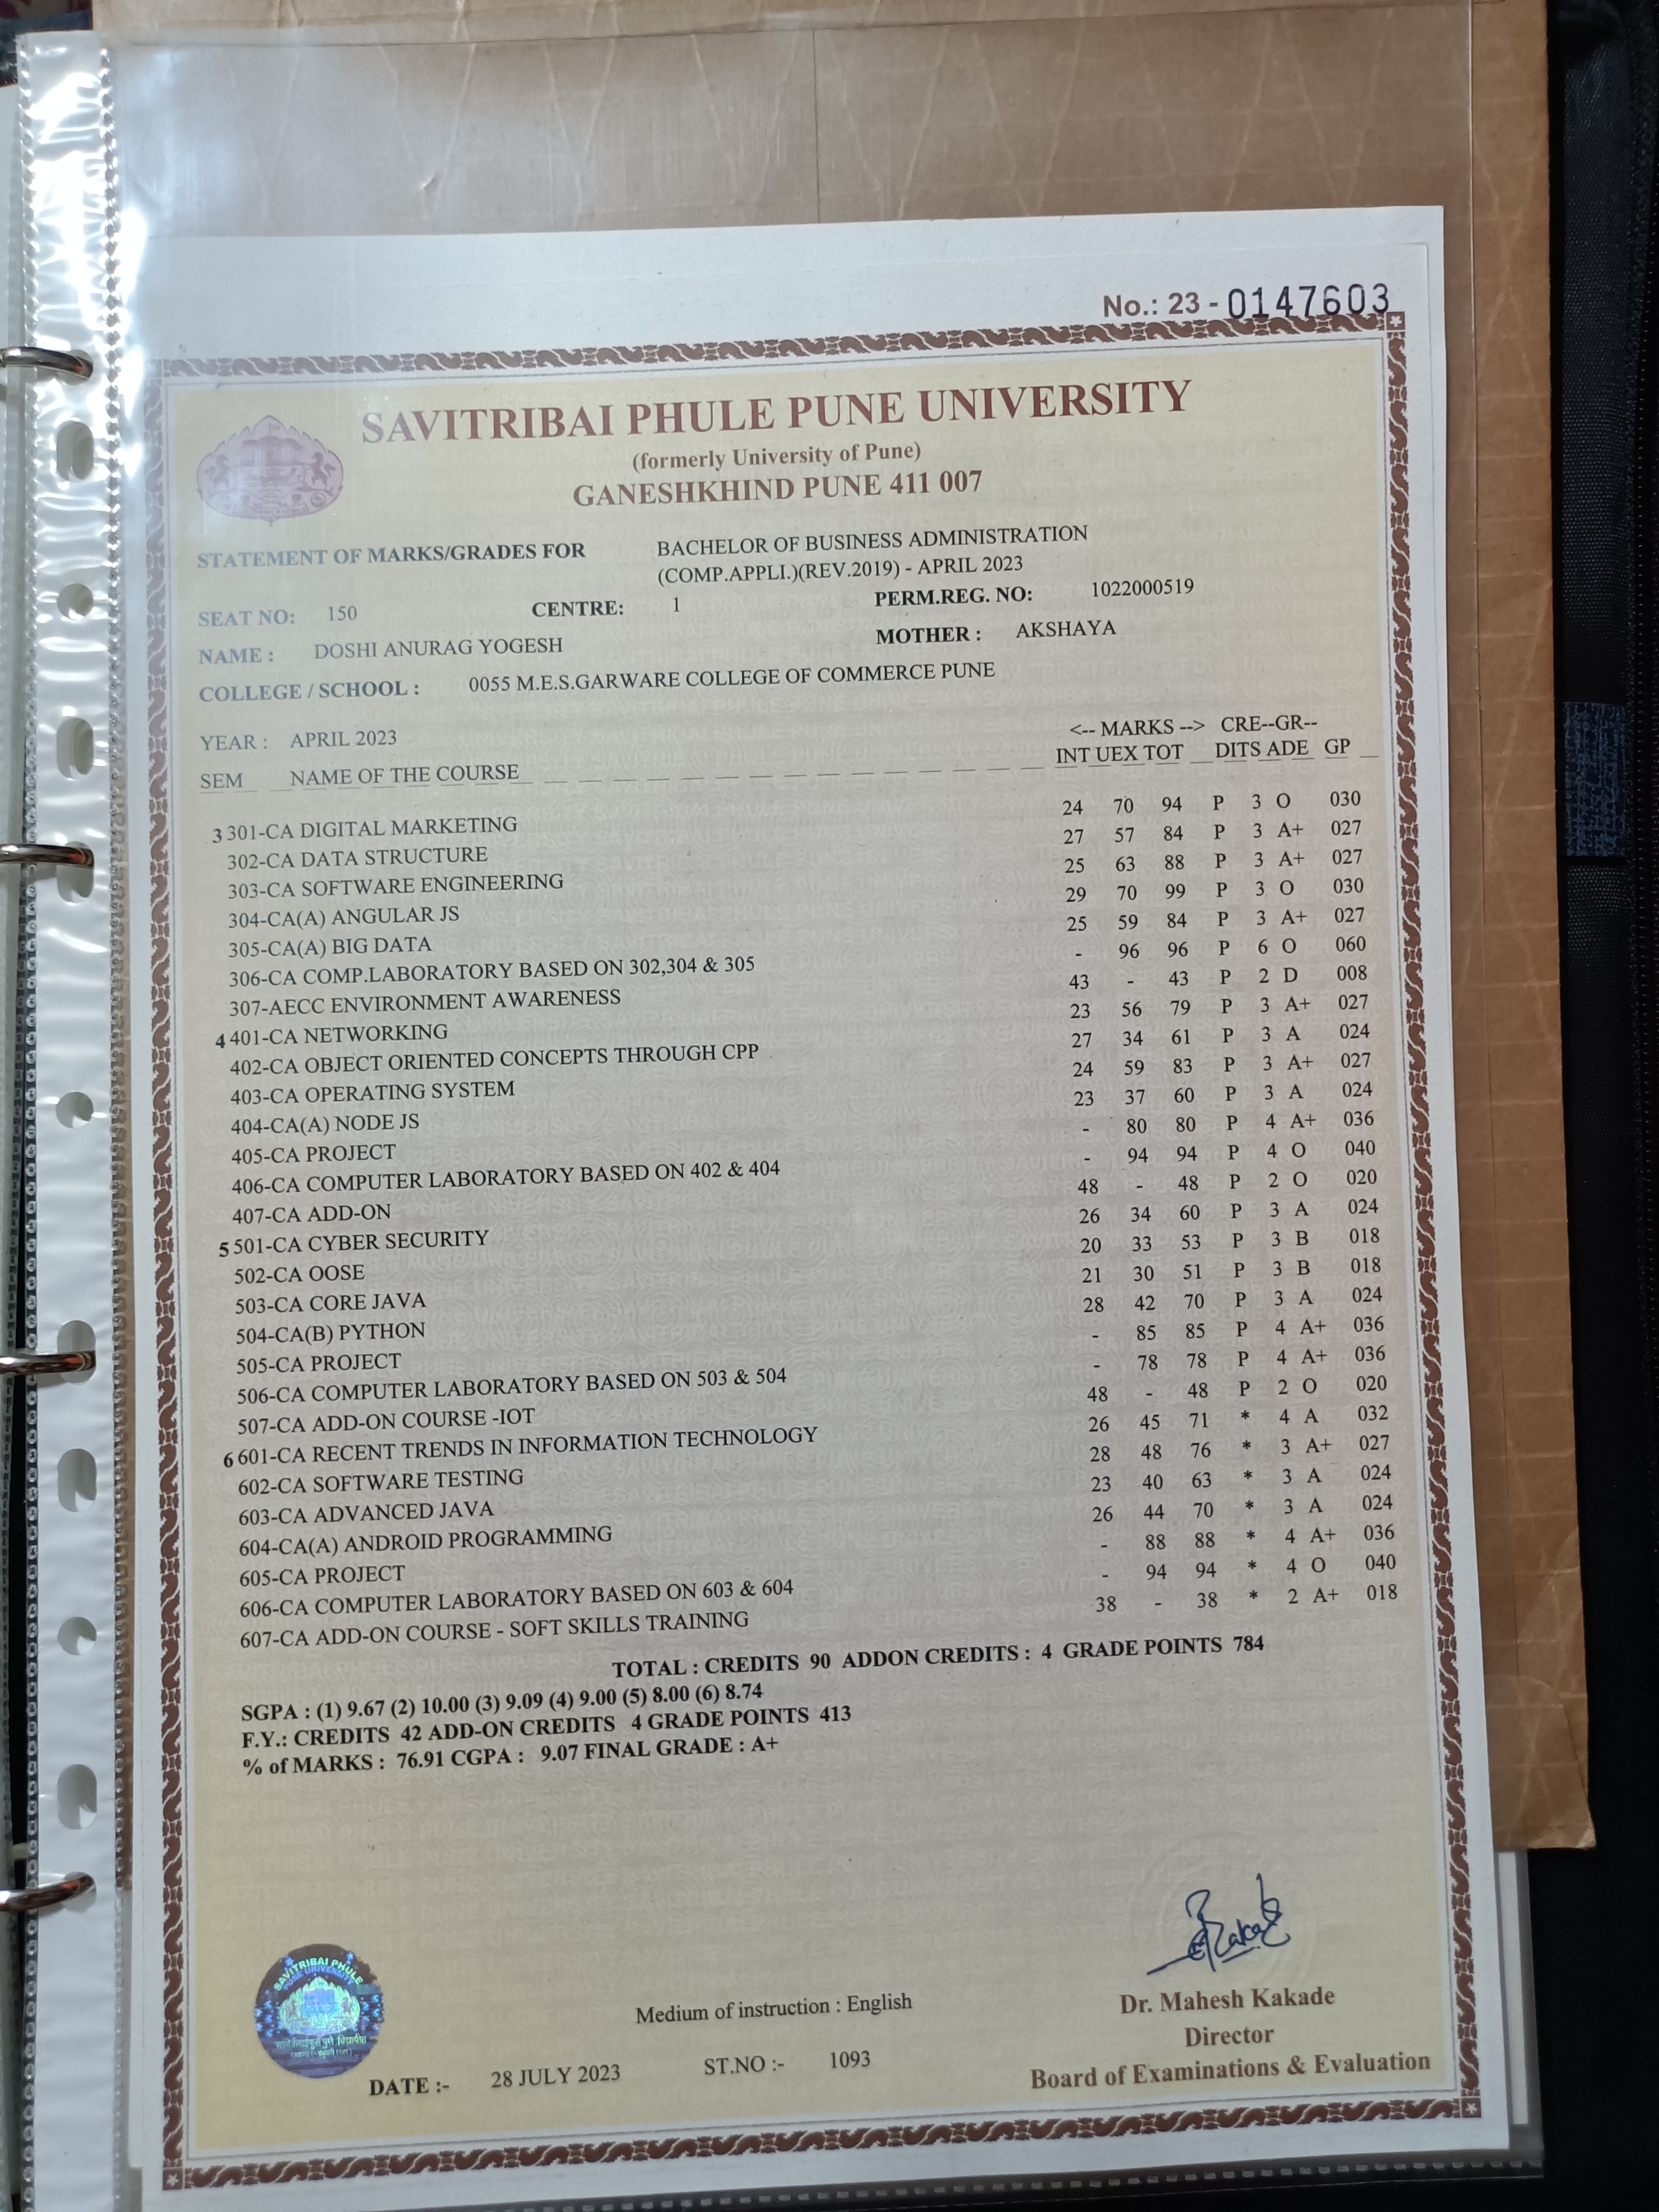 No.: 23 - 0147603
SAVITRIBAI PHULE PUNE UNIVERSITY
(formerly University of Pune)
GANESHKHIND PUNE 411 007
STATEMENT OF MARKS/GRADES FOR BACHELOR OF BUSINESS ADMINISTRATION
(COMP.APPLI.)(REV.2019) - APRIL 2023
SEAT NO: 150 CENTRE: 1 PERM.REG. NO: 1022000519
NAME : DOSHI ANURAG YOGESH MOTHER : AKSHAYA
COLLEGE / SCHOOL : 0055 M.E.S.GARWARE COLLEGE OF COMMERCE PUNE
YEAR : APRIL 2023 <-- MARKS --> CRE--GR--
SEM NAME OF THE COURSE INT UEX TOT DITS ADE GP
3 301-CA DIGITAL MARKETING 24 70 94 P 3 O 030
302-CA DATA STRUCTURE 27 57 84 P 3 A+ 027
303-CA SOFTWARE ENGINEERING 25 63 88 P 3 A+ 027
304-CA(A) ANGULAR JS 29 70 99 P 3 O 030
305-CA(A) BIG DATA 25 59 84 P 3 A+ 027
306-CA COMP.LABORATORY BASED ON 302,304 & 305 - 96 96 P 6 O 060
307-AECC ENVIRONMENT AWARENESS 43 - 43 P 2 D 008
4 401-CA NETWORKING 23 56 79 P 3 A+ 027
402-CA OBJECT ORIENTED CONCEPTS THROUGH CPP 27 34 61 P 3 A 024
403-CA OPERATING SYSTEM 24 59 83 P 3 A+ 027
404-CA(A) NODE JS 23 37 60 P 3 A 024
405-CA PROJECT - 80 80 P 4 A+ 036
406-CA COMPUTER LABORATORY BASED ON 402 & 404 - 94 94 P 4 O 040
407-CA ADD-ON 48 - 48 P 2 O 020
5 501-CA CYBER SECURITY 26 34 60 P 3 A 024
502-CA OOSE 20 33 53 P 3 B 018
503-CA CORE JAVA 21 30 51 P 3 B 018
504-CA(B) PYTHON 28 42 70 P 3 A 024
505-CA PROJECT - 85 85 P 4 A+ 036
506-CA COMPUTER LABORATORY BASED ON 503 & 504 - 78 78 P 4 A+ 036
507-CA ADD-ON COURSE -IOT 48 - 48 P 2 O 020
6 601-CA RECENT TRENDS IN INFORMATION TECHNOLOGY 26 45 71 * 4 A 032
602-CA SOFTWARE TESTING 28 48 76 * 3 A+ 027
603-CA ADVANCED JAVA 23 40 63 * 3 A 024
604-CA(A) ANDROID PROGRAMMING 26 44 70 * 3 A 024
605-CA PROJECT - 88 88 * 4 A+ 036
606-CA COMPUTER LABORATORY BASED ON 603 & 604 - 94 94 * 4 O 040
607-CA ADD-ON COURSE - SOFT SKILLS TRAINING 38 - 38 * 2 A+ 018
TOTAL : CREDITS 90 ADDON CREDITS : 4 GRADE POINTS 784
SGPA : (1) 9.67 (2) 10.00 (3) 9.09 (4) 9.00 (5) 8.00 (6) 8.74
F.Y.: CREDITS 42 ADD-ON CREDITS 4 GRADE POINTS 413
% of MARKS : 76.91 CGPA : 9.07 FINAL GRADE : A+
SAVITRIBAI PHULE
PUNE UNIVERSITY
Medium of instruction : English
Dr. Mahesh Kakade
Director
Board of Examinations & Evaluation
DATE :- 28 JULY 2023 ST.NO :- 1093